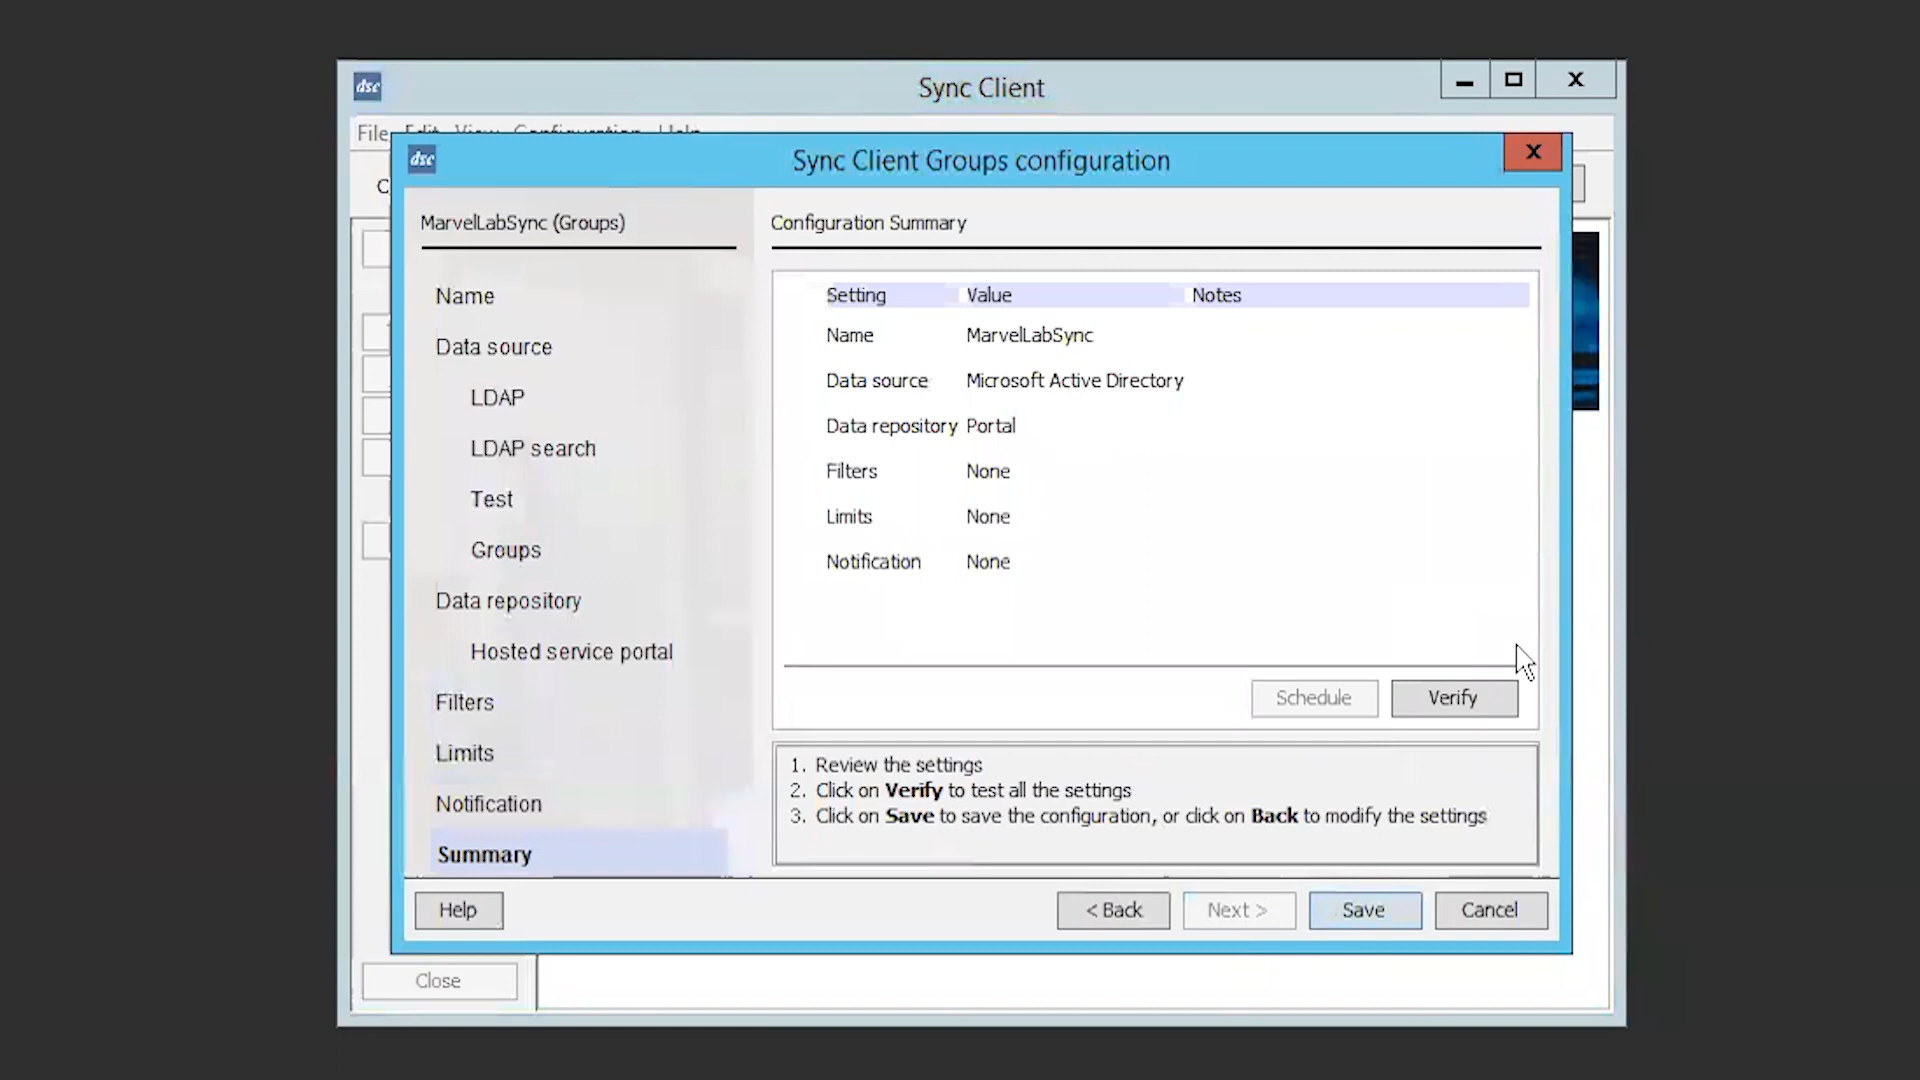 dsc
Sync Client
X
File Edit View Configuration Help
dsc
Sync Client Groups configuration
X
C
MarvelLabSync (Groups)
Name
Data source
LDAP
LDAP search
Test
Groups
Data repository
Hosted service portal
Filters
Limits
Notification
Summary
Configuration Summary
Setting Value Notes
Name MarvelLabSync
Data source Microsoft Active Directory
Data repository Portal
Filters None
Limits None
Notification None
Schedule Verify
1. Review the settings
2. Click on Verify to test all the settings
3. Click on Save to save the configuration, or click on Back to modify the settings
Help < Back Next > Save Cancel
Close